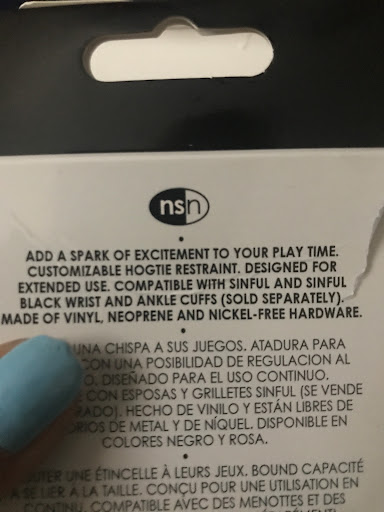 nsn
•
ADD A SPARK OF EXCITEMENT TO YOUR PLAY TIME.
CUSTOMIZABLE HOGTIE RESTRAINT. DESIGNED FOR
EXTENDED USE. COMPATIBLE WITH SINFUL AND SINFUL
BLACK WRIST AND ANKLE CUFFS (SOLD SEPARATELY).
MADE OF VINYL, NEOPRENE AND NICKEL-FREE HARDWARE.
•
UNA CHISPA A SUS JUEGOS. ATADURA PARA
CON UNA POSIBILIDAD DE REGULACION AL
DISEÑADO PARA EL USO CONTINUO.
CON ESPOSAS Y GRILLETES SINFUL (SE VENDE
HECHO DE VINILO Y ESTÁN LIBRES DE
DE METAL Y DE NÍQUEL. DISPONIBLE EN
COLORES NEGRO Y ROSA.
•
UNE ÉTINCELLE À LEURS JEUX. BOUND CAPACITÉ
A SE LIER A LA TAILLE. CONÇU POUR UNE UTILISATION
EN CONTINU. COMPATIBLE AVEC DES MENOTTES ET DES